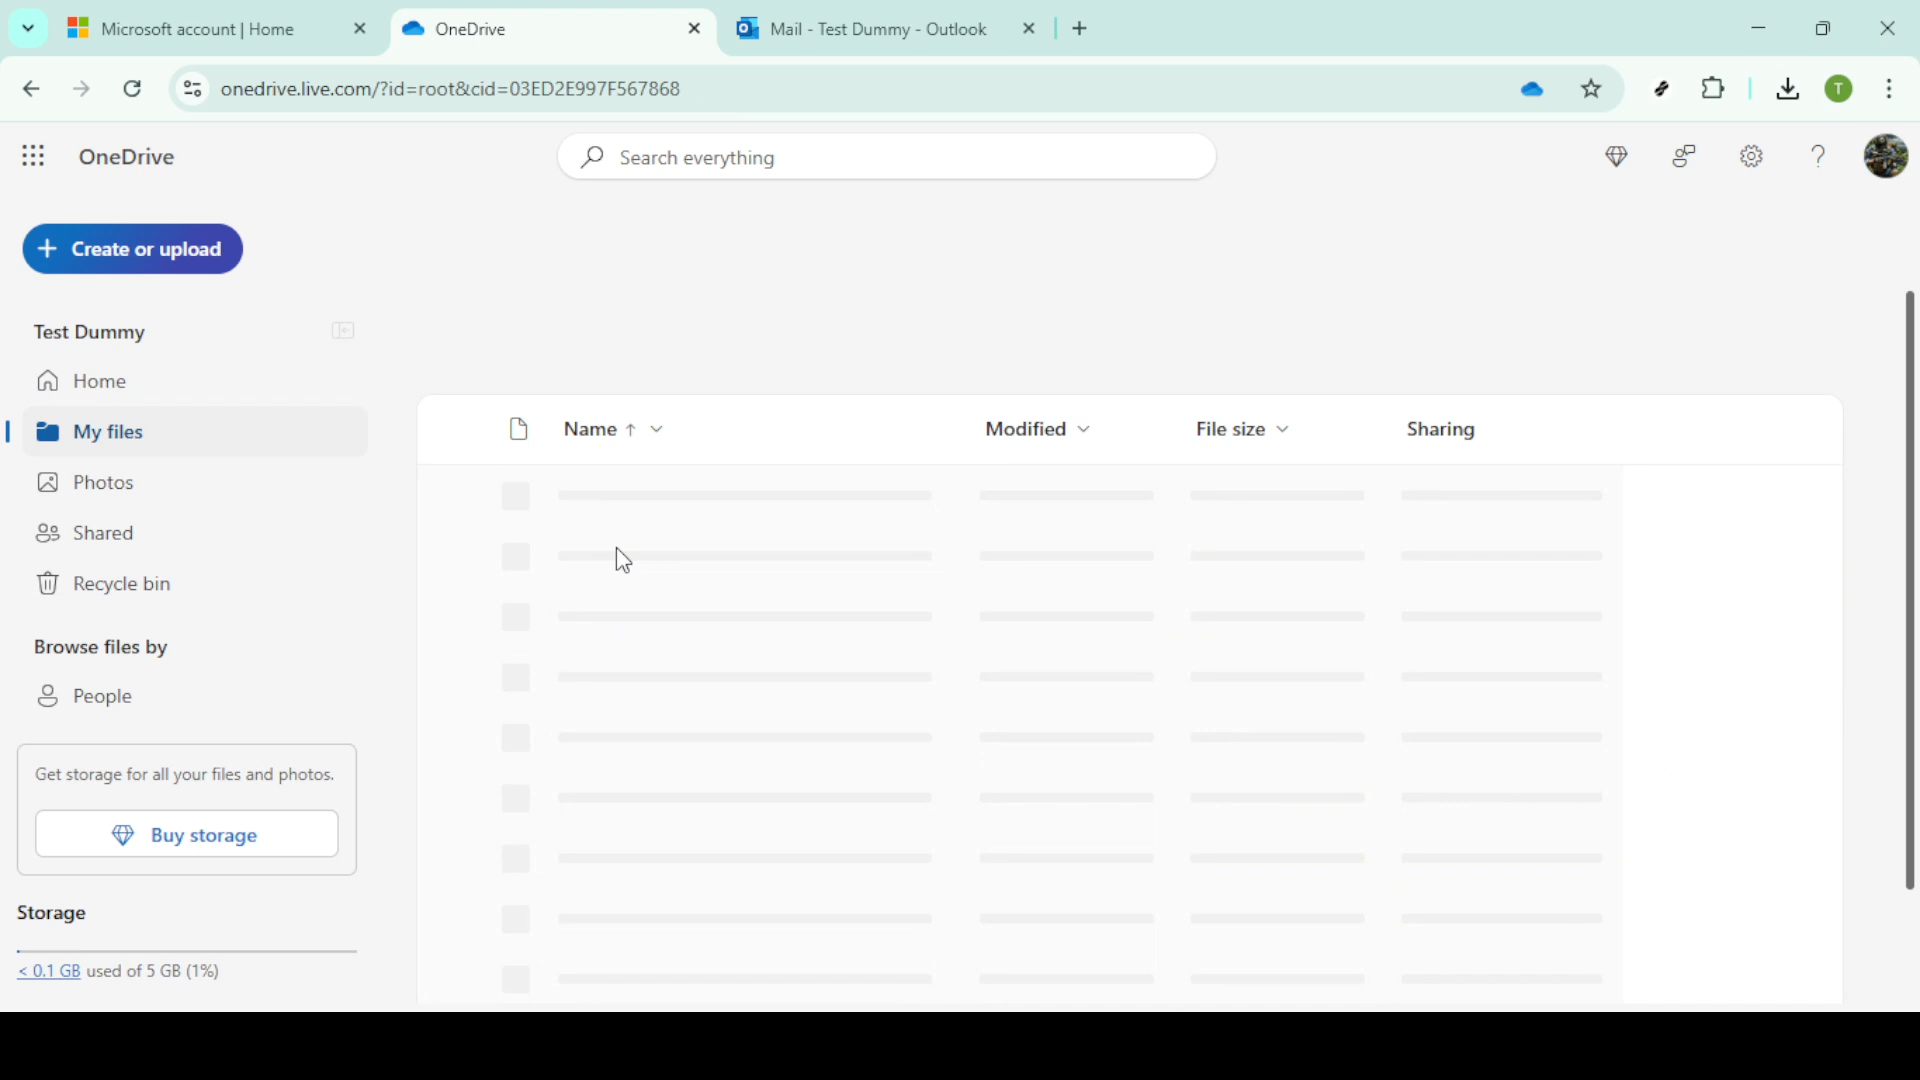 Microsoft account | Home
OneDrive
Mail - Test Dummy - Outlook
onedrive.live.com/?id=root&cid=03ED2E997F567868
T
OneDrive
Search everything
Create or upload
Test Dummy
Home
My files
Photos
Shared
Recycle bin
Browse files by
People
Get storage for all your files and photos.
Buy storage
Storage
< 0.1 GB used of 5 GB (1%)
Name
Modified
File size
Sharing